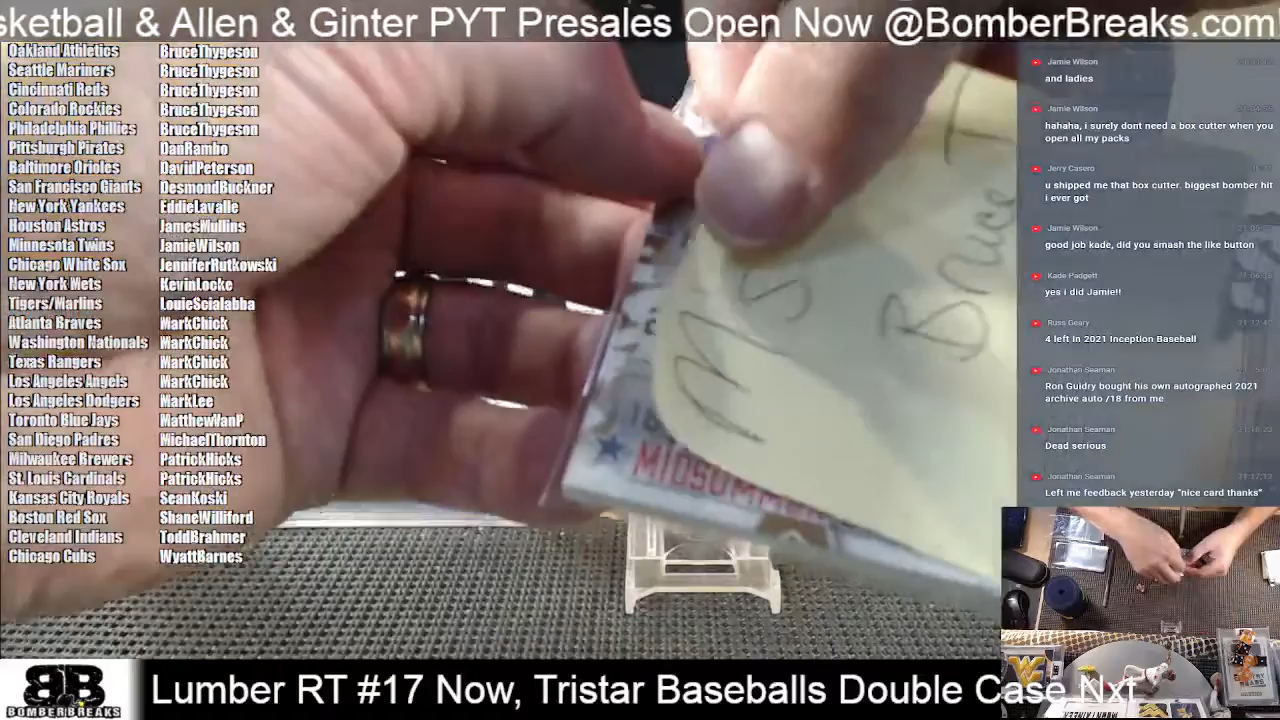 sketball & Allen & Ginter PYT Presales Open Now @BomberBreaks.com
Oakland Athletics BruceThygeson
Seattle Mariners BruceThygeson
Cincinnati Reds BruceThygeson
Colorado Rockies BruceThygeson
Philadelphia Phillies BruceThygeson
Pittsburgh Pirates DanRambo
Baltimore Orioles DavidPeterson
San Francisco Giants DesmondBuckner
New York Yankees EddieLavalle
Houston Astros JamesMullins
Minnesota Twins JamieWilson
Chicago White Sox JenniferRutkowski
New York Mets KevinLocke
Tigers/Marlins LouieScialabba
Atlanta Braves MarkChick
Washington Nationals MarkChick
Texas Rangers MarkChick
Los Angeles Angels MarkChick
Los Angeles Dodgers MarkLee
Toronto Blue Jays MatthewVanP
San Diego Padres MichaelThornton
Milwaukee Brewers PatrickHicks
St. Louis Cardinals PatrickHicks
Kansas City Royals SeanKoski
Boston Red Sox ShaneWilliford
Cleveland Indians ToddBrahmer
Chicago Cubs WyattBarnes
MS
Bruce T
MIDSUMM
Jamie Wilson
and ladies
Jamie Wilson
hahaha, i surely dont need a box cutter when you
open all my packs
Jerry Casero
u shipped me that box cutter. biggest bomber hit
i ever got
Jamie Wilson
good job kade, did you smash the like button
Kade Padgett
yes i did Jamie!!
Russ Geary
4 left in 2021 Inception Baseball
Jonathan Seaman
Ron Guidry bought his own autographed 2021
archive auto /18 from me
Jonathan Seaman
Dead serious
Jonathan Seaman
Left me feedback yesterday "nice card thanks"
BB
BOMBERBREAKS
Lumber RT #17 Now, Tristar Baseballs Double Case Nxt